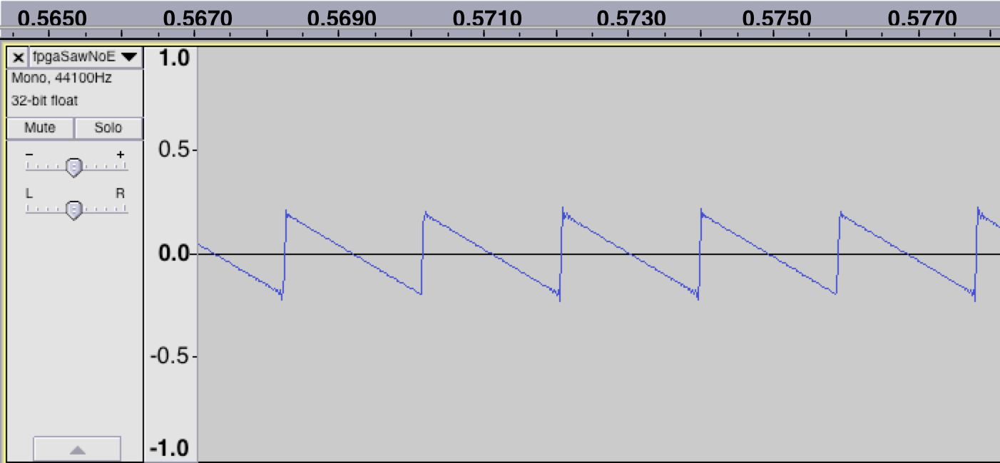 0.5650 0.5670 0.5690 0.5710 0.5730 0.5750 0.5770
x fpgaSawNoE
Mono, 44100Hz
32-bit float
Mute Solo
- +
L R
1.0
0.5-
0.0-
-0.5-
-1.0